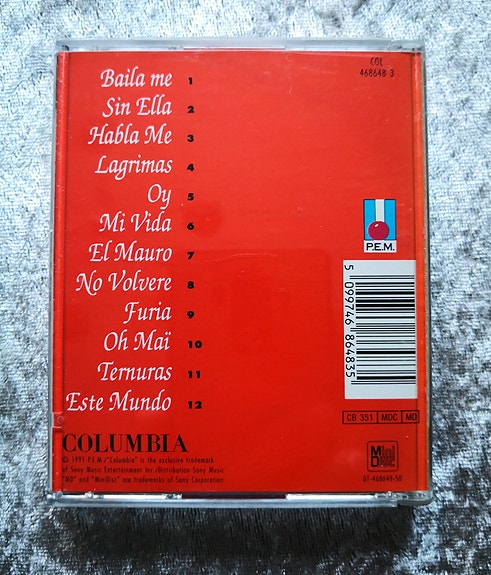 COL
468648 3
Baila me 1
Sin Ella 2
Habla Me 3
Lagrimas 4
Oy 5
Mi Vida 6
El Mauro 7
No Volvere 8
Furia 9
Oh Maï 10
Ternuras 11
Este Mundo 12
P.E.M.
5 099746 864835
CB 351 MDC MD
COLUMBIA
© 1991 P.E.M./"Columbia" is the exclusive trademark
of Sony Music Entertainment Inc./Distribution Sony Music
"MD" and "MiniDisc" are trademarks of Sony Corporation.
Mini
Disc
01-468648-50